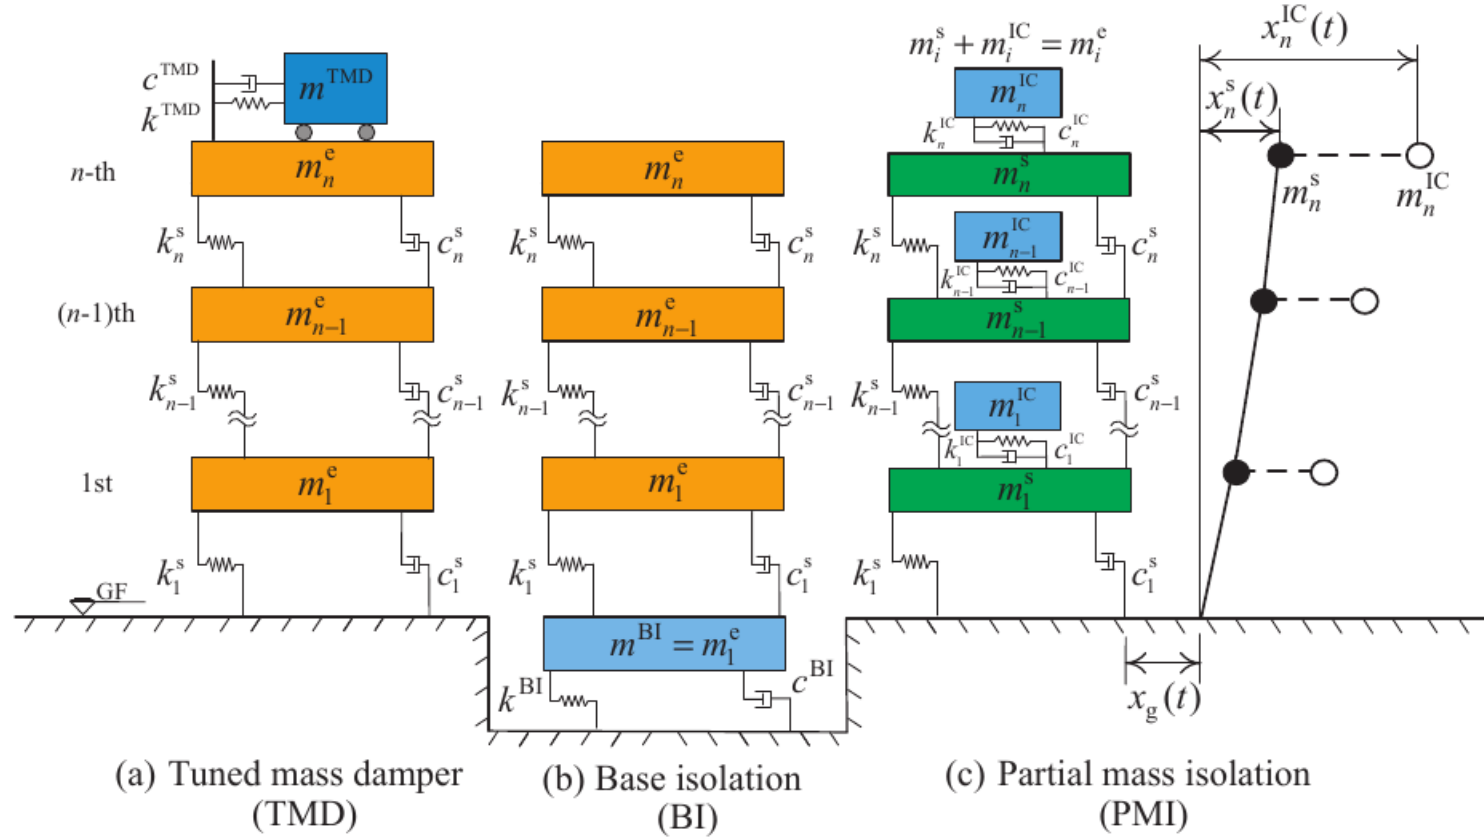 m_i^s + m_i^IC = m_i^e
x_n^IC(t)
c^TMD
m^TMD
k^TMD
m_n^IC
x_n^s(t)
k_n^IC
c_n^IC
n-th
m_n^e
m_n^e
m_n^s
m_n^s
m_n^IC
k_n^s
c_n^s
k_n^s
c_n^s
k_n^s
m_{n-1}^IC
c_n^s
k_{n-1}^IC
c_{n-1}^IC
(n-1)th
m_{n-1}^e
m_{n-1}^e
m_{n-1}^s
k_{n-1}^s
c_{n-1}^s
k_{n-1}^s
c_{n-1}^s
k_{n-1}^s
m_1^IC
c_{n-1}^s
k_1^IC
c_1^IC
1st
m_1^e
m_1^e
m_1^s
k_1^s
c_1^s
k_1^s
c_1^s
k_1^s
c_1^s
GF
m^BI = m_1^e
k^BI
c^BI
x_g(t)
(a) Tuned mass damper
(TMD)
(b) Base isolation
(BI)
(c) Partial mass isolation
(PMI)